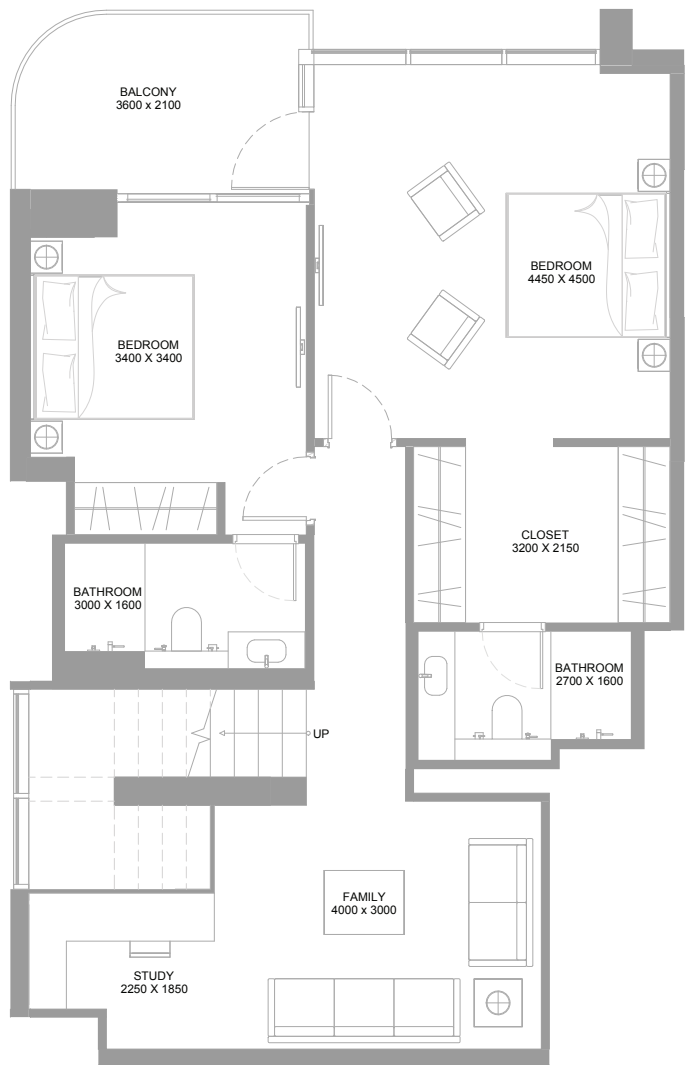 BALCONY
3600 x 2100
BEDROOM
4450 X 4500
BEDROOM
3400 X 3400
CLOSET
3200 X 2150
BATHROOM
3000 X 1600
BATHROOM
2700 X 1600
UP
FAMILY
4000 x 3000
STUDY
2250 X 1850